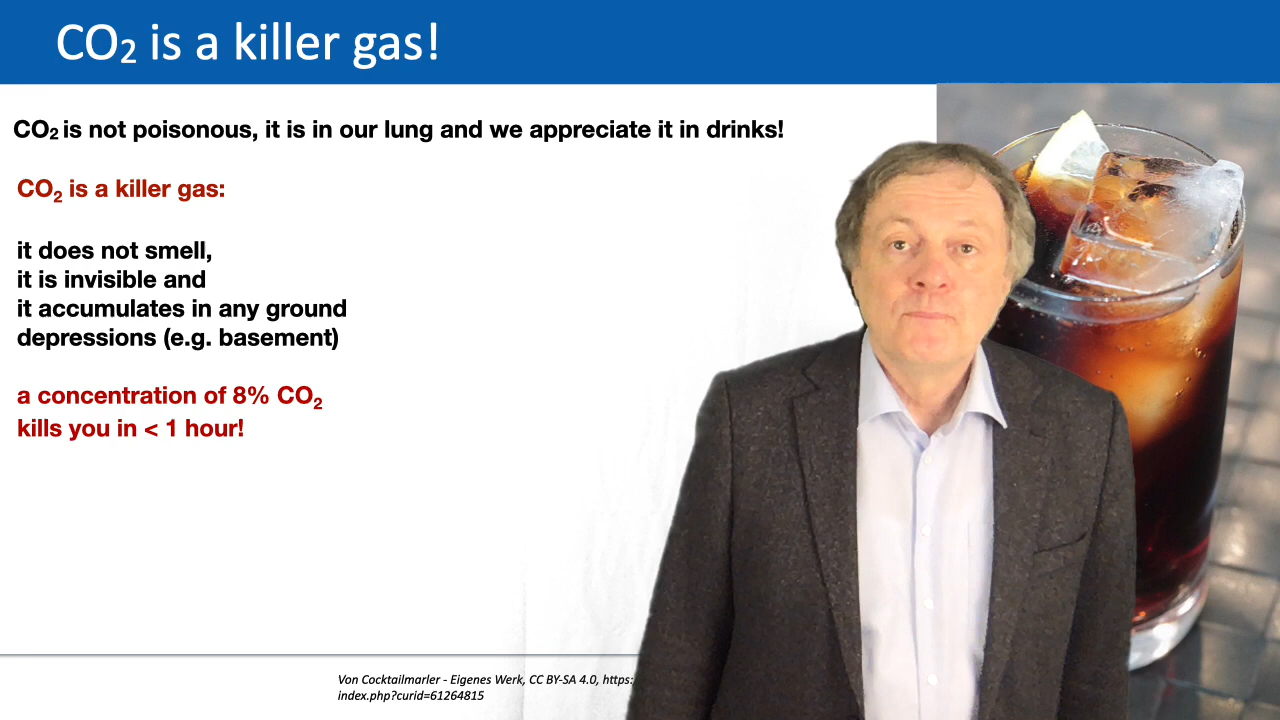 CO₂ is a killer gas!
CO₂ is not poisonous, it is in our lung and we appreciate it in drinks!
CO₂ is a killer gas:
it does not smell,
it is invisible and
it accumulates in any ground
depressions (e.g. basement)
a concentration of 8% CO₂
kills you in < 1 hour!
Von Cocktailmarler - Eigenes Werk, CC BY-SA 4.0, https:
index.php?curid=61264815